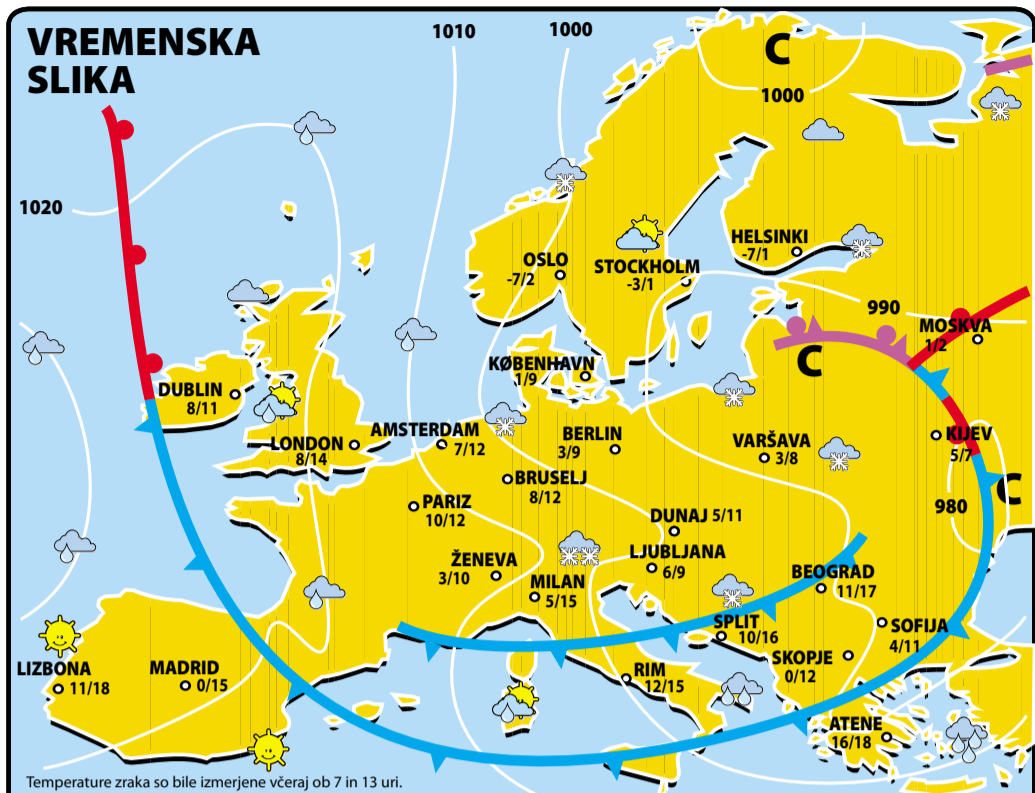 VREMENSKA
SLIKA
1010
1000
C
1000
1020
HELSINKI
-7/1
OSLO
-7/2
STOCKHOLM
-3/1
990
MOSKVA
1/2
C
KØBENHAVN
1/9
DUBLIN
8/11
AMSTERDAM
7/12
LONDON
8/14
BERLIN
3/9
VARŠAVA
3/8
KIJEV
5/7
BRUSELJ
8/12
C
980
PARIZ
10/12
DUNAJ 5/11
LJUBLJANA
6/9
ŽENEVA
3/10
MILAN
5/15
BEOGRAD
11/17
SPLIT
10/16
SOFIJA
4/11
SKOPJE
0/12
LIZBONA
11/18
MADRID
0/15
RIM
12/15
ATENE
16/18
Temperature zraka so bile izmerjene včeraj ob 7 in 13 uri.